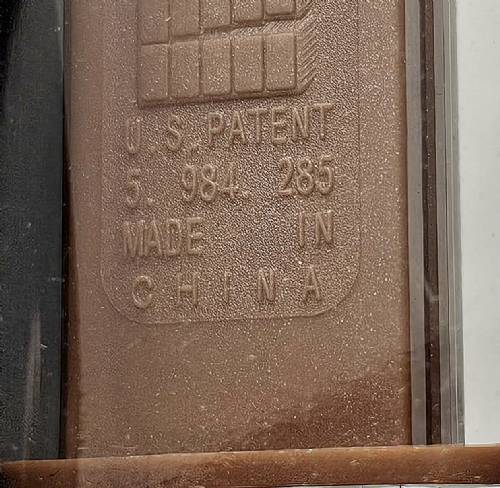 U.S. PATENT
5. 984. 285
MADE IN
CHINA